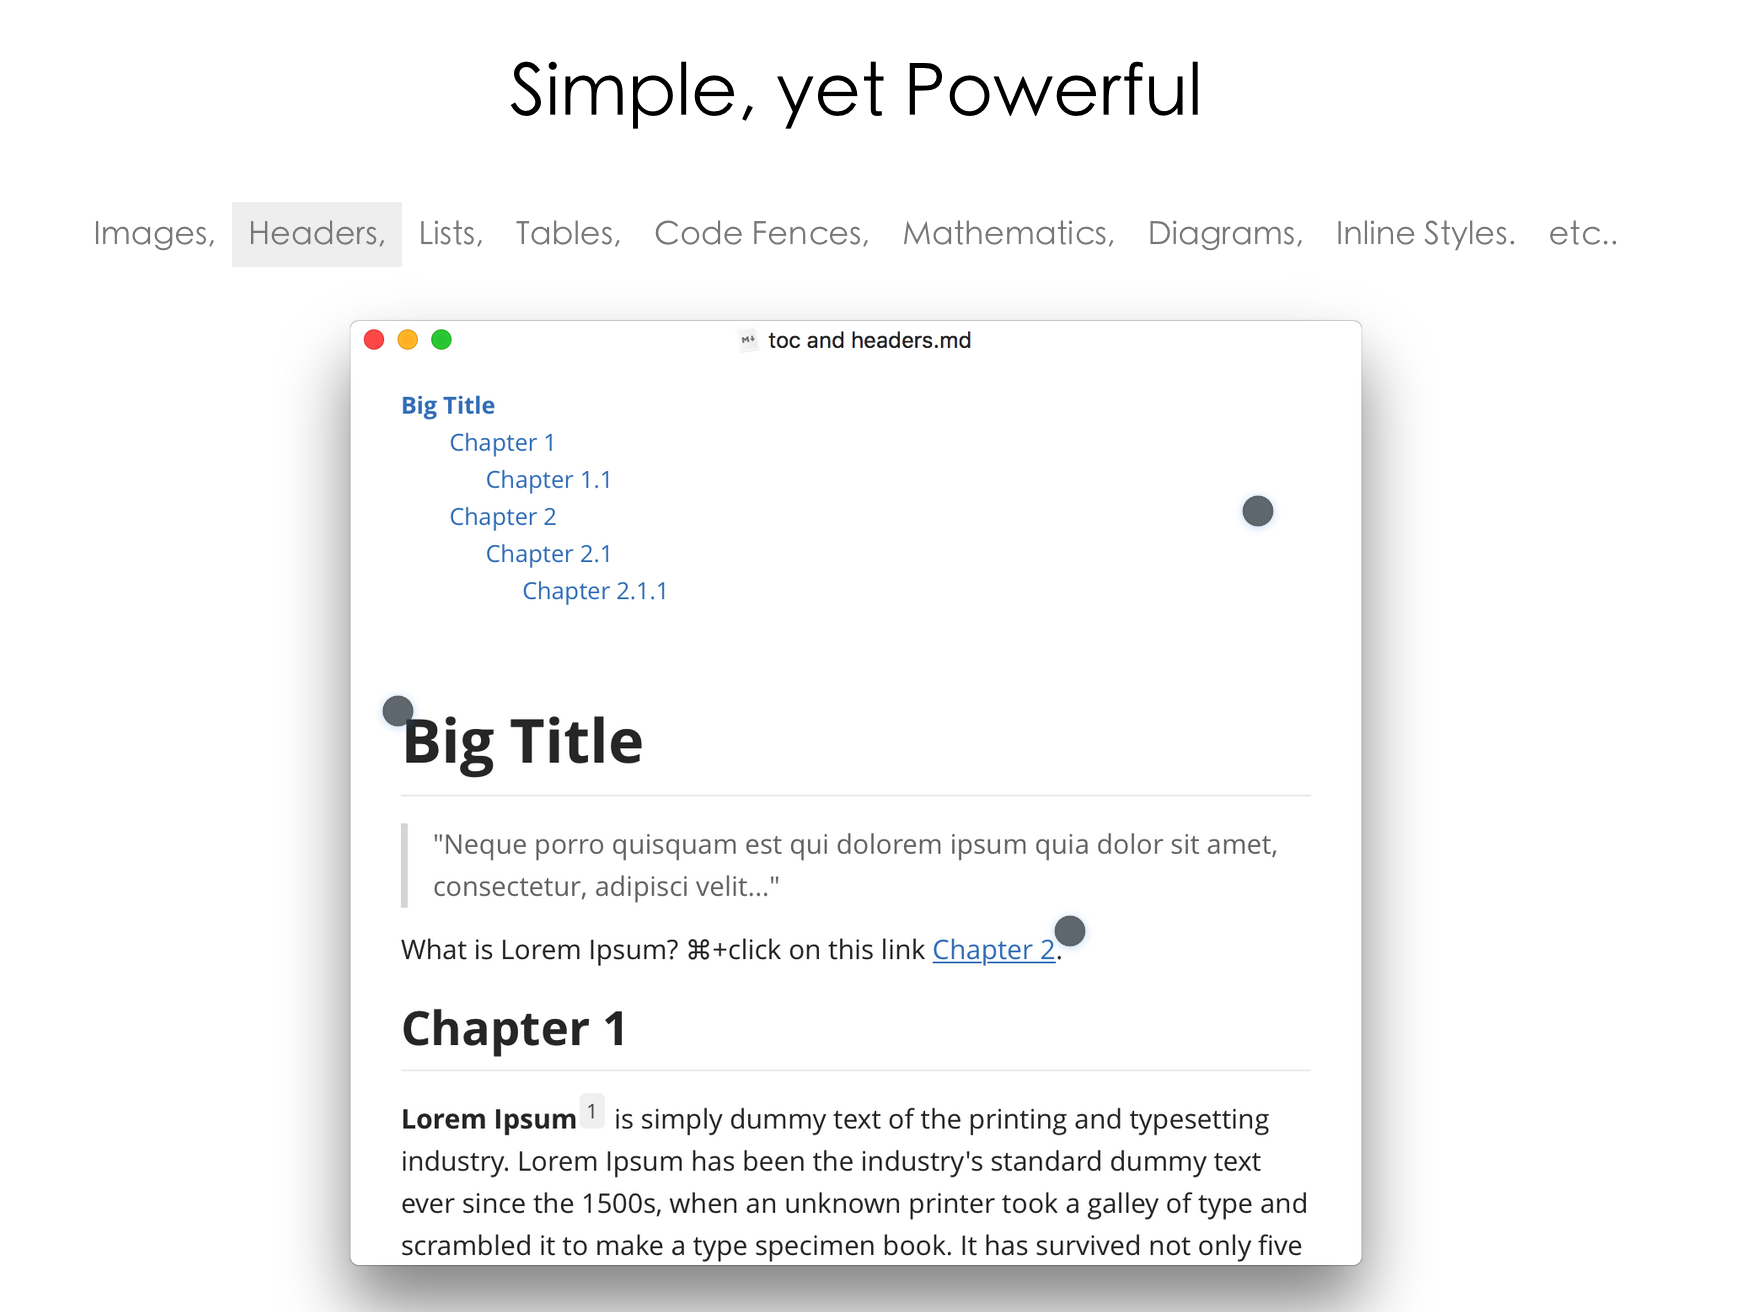 Simple, yet Powerful
Images, Headers, Lists, Tables, Code Fences, Mathematics, Diagrams, Inline Styles. etc..
toc and headers.md
Big Title
Chapter 1
Chapter 1.1
Chapter 2
Chapter 2.1
Chapter 2.1.1
Big Title
"Neque porro quisquam est qui dolorem ipsum quia dolor sit amet,
consectetur, adipisci velit..."
What is Lorem Ipsum? ⌘+click on this link Chapter 2.
Chapter 1
Lorem Ipsum 1 is simply dummy text of the printing and typesetting
industry. Lorem Ipsum has been the industry's standard dummy text
ever since the 1500s, when an unknown printer took a galley of type and
scrambled it to make a type specimen book. It has survived not only five